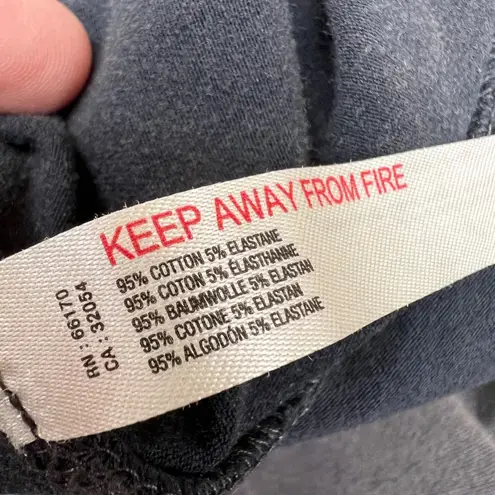 KEEP AWAY FROM FIRE
95% COTTON 5% ELASTANE
95% COTON 5% ÉLASTHANNE
95% BAUMWOLLE 5% ELASTAN
95% COTONE 5% ELASTAN
95% ALGODÓN 5% ELASTANE
RN: 66170
CA: 32054